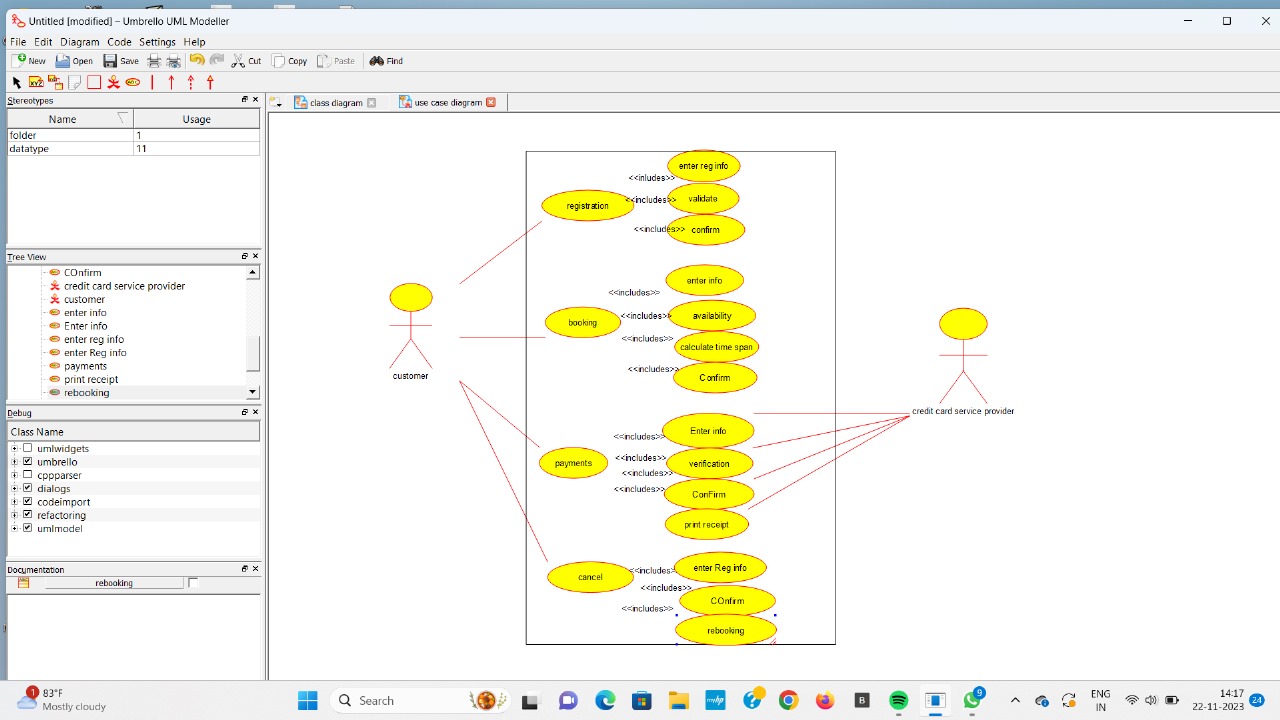 Untitled [modified] – Umbrello UML Modeller
File Edit Diagram Code Settings Help
New Open Save Cut Copy Paste Find
Stereotypes
Name Usage
folder 1
datatype 11
Tree View
COnfirm
credit card service provider
customer
enter info
Enter info
enter reg info
enter Reg info
payments
print receipt
rebooking
Debug
Class Name
umlwidgets
umbrello
cppparser
dialogs
codeimport
refactoring
umlmodel
Documentation
rebooking
class diagram
use case diagram
enter reg info
<<inludes>>
registration
<<includes>>
validate
<<includes>>
confirm
customer
enter info
<<includes>>
booking
<<includes>>
availability
<<includes>>
calculate time span
<<includes>>
Confirm
credit card service provider
Enter info
<<includes>>
payments
<<includes>>
verification
<<includes>>
<<includes>>
ConFirm
print receipt
cancel
<<includes>
enter Reg info
<<includes>>
COnfirm
<<includes>>
rebooking
1
83°F
Mostly cloudy
Search
myhp
B
9
ENG
IN
14:17
22-11-2023
24